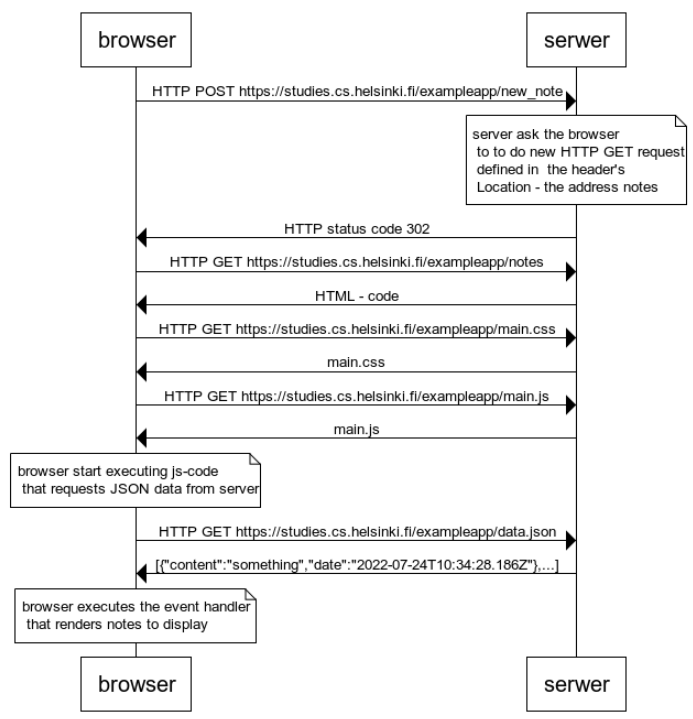 browser
serwer
HTTP POST https://studies.cs.helsinki.fi/exampleapp/new_note
server ask the browser
to to do new HTTP GET request
defined in the header's
Location - the address notes
HTTP status code 302
HTTP GET https://studies.cs.helsinki.fi/exampleapp/notes
HTML - code
HTTP GET https://studies.cs.helsinki.fi/exampleapp/main.css
main.css
HTTP GET https://studies.cs.helsinki.fi/exampleapp/main.js
main.js
browser start executing js-code
that requests JSON data from server
HTTP GET https://studies.cs.helsinki.fi/exampleapp/data.json
[{"content":"something","date":"2022-07-24T10:34:28.186Z"},...]
browser executes the event handler
that renders notes to display
browser
serwer